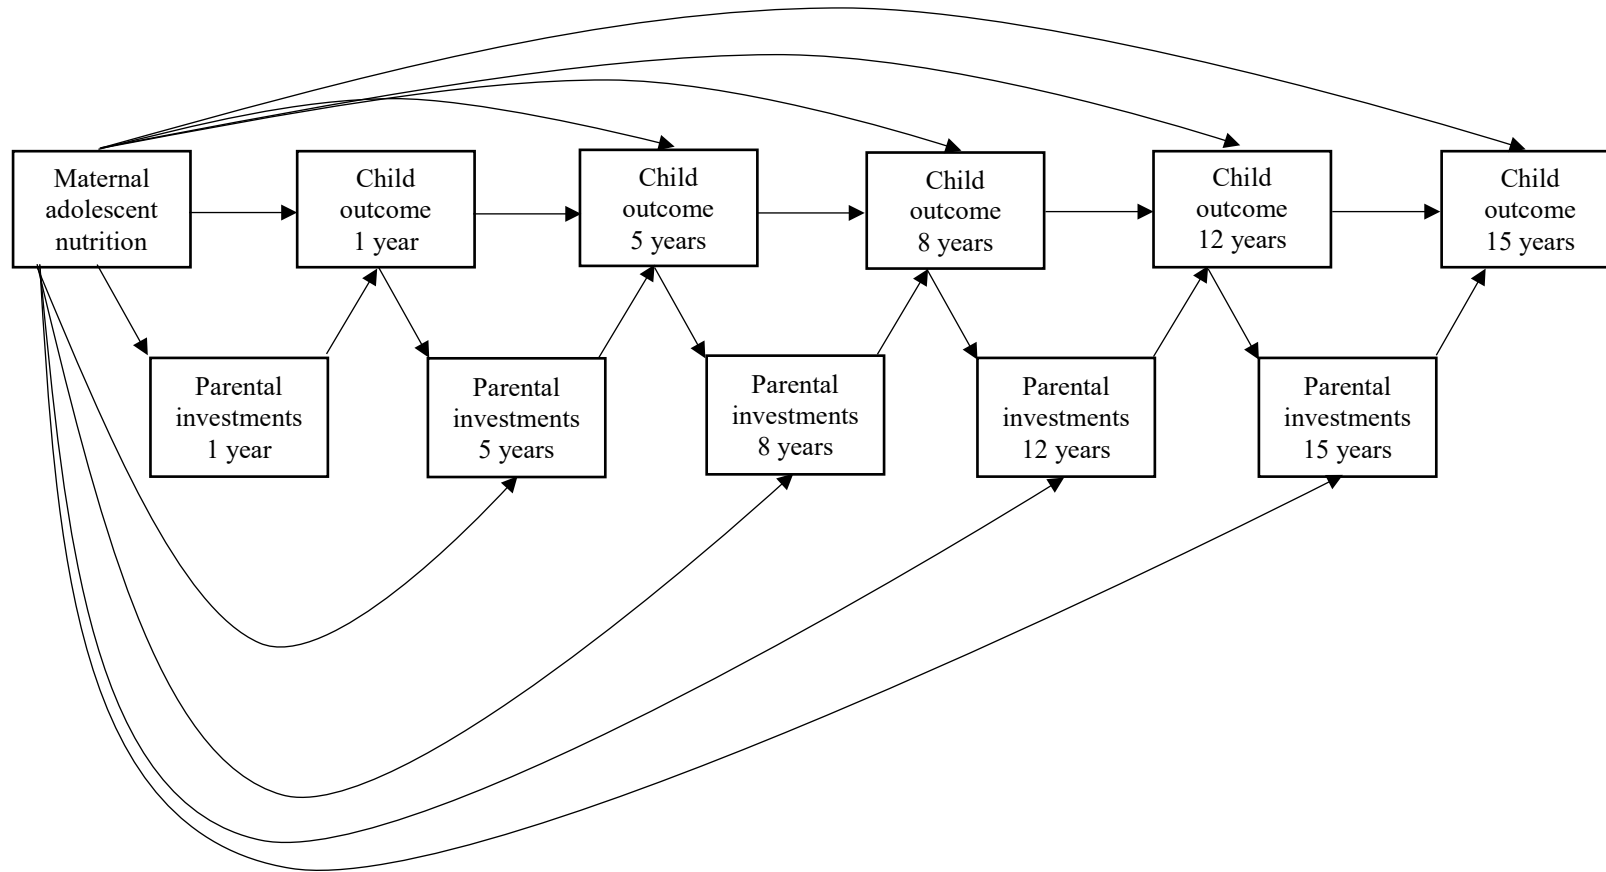 Maternal
adolescent
nutrition
Child
outcome
1 year
Child
outcome
5 years
Child
outcome
8 years
Child
outcome
12 years
Child
outcome
15 years
Parental
investments
1 year
Parental
investments
5 years
Parental
investments
8 years
Parental
investments
12 years
Parental
investments
15 years